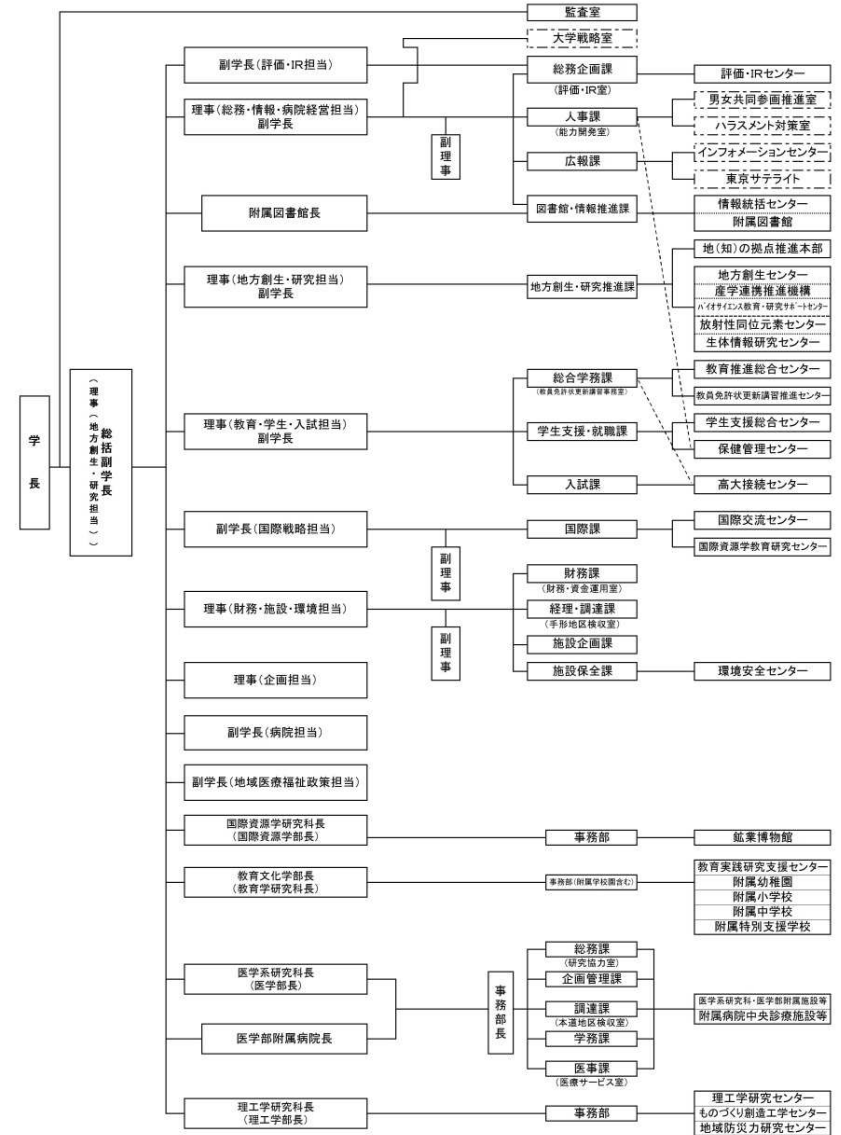 監査室
大学戦略室
副学長(評価・IR担当)
総務企画課
(評価・IR室)
評価・IRセンター
理事(総務・情報・病院経営担当)
副学長
副理事
人事課
(能力開発室)
男女共同参画推進室
ハラスメント対策室
広報課
インフォメーションセンター
東京サテライト
附属図書館長
図書館・情報推進課
情報統括センター
附属図書館
理事(地方創生・研究担当)
副学長
地方創生・研究推進課
地(知)の拠点推進本部
地方創生センター
産学連携推進機構
バイオサイエンス教育・研究サポートセンター
放射性同位元素センター
生体情報研究センター
学長
総括副学長
(理事(地方創生・研究担当))
理事(教育・学生・入試担当)
副学長
総合学務課
(教員免許状更新講習事務室)
教育推進総合センター
教員免許状更新講習推進センター
学生支援・就職課
学生支援総合センター
保健管理センター
入試課
高大接続センター
副学長(国際戦略担当)
副理事
国際課
国際交流センター
国際資源学教育研究センター
理事(財務・施設・環境担当)
副理事
財務課
(財務・資金運用室)
経理・調達課
(手形地区検収室)
施設企画課
施設保全課
環境安全センター
理事(企画担当)
副学長(病院担当)
副学長(地域医療福祉政策担当)
国際資源学研究科長
(国際資源学部長)
事務部
鉱業博物館
教育文化学部長
(教育学研究科長)
事務部(附属学校園含む)
教育実践研究支援センター
附属幼稚園
附属小学校
附属中学校
附属特別支援学校
医学系研究科長
(医学部長)
医学部附属病院長
事務部長
総務課
(研究協力室)
企画管理課
調達課
(本道地区検収室)
学務課
医事課
(医療サービス室)
医学系研究科・医学部附属施設等
附属病院中央診療施設等
理工学研究科長
(理工学部長)
事務部
理工学研究センター
ものづくり創造工学センター
地域防災力研究センター